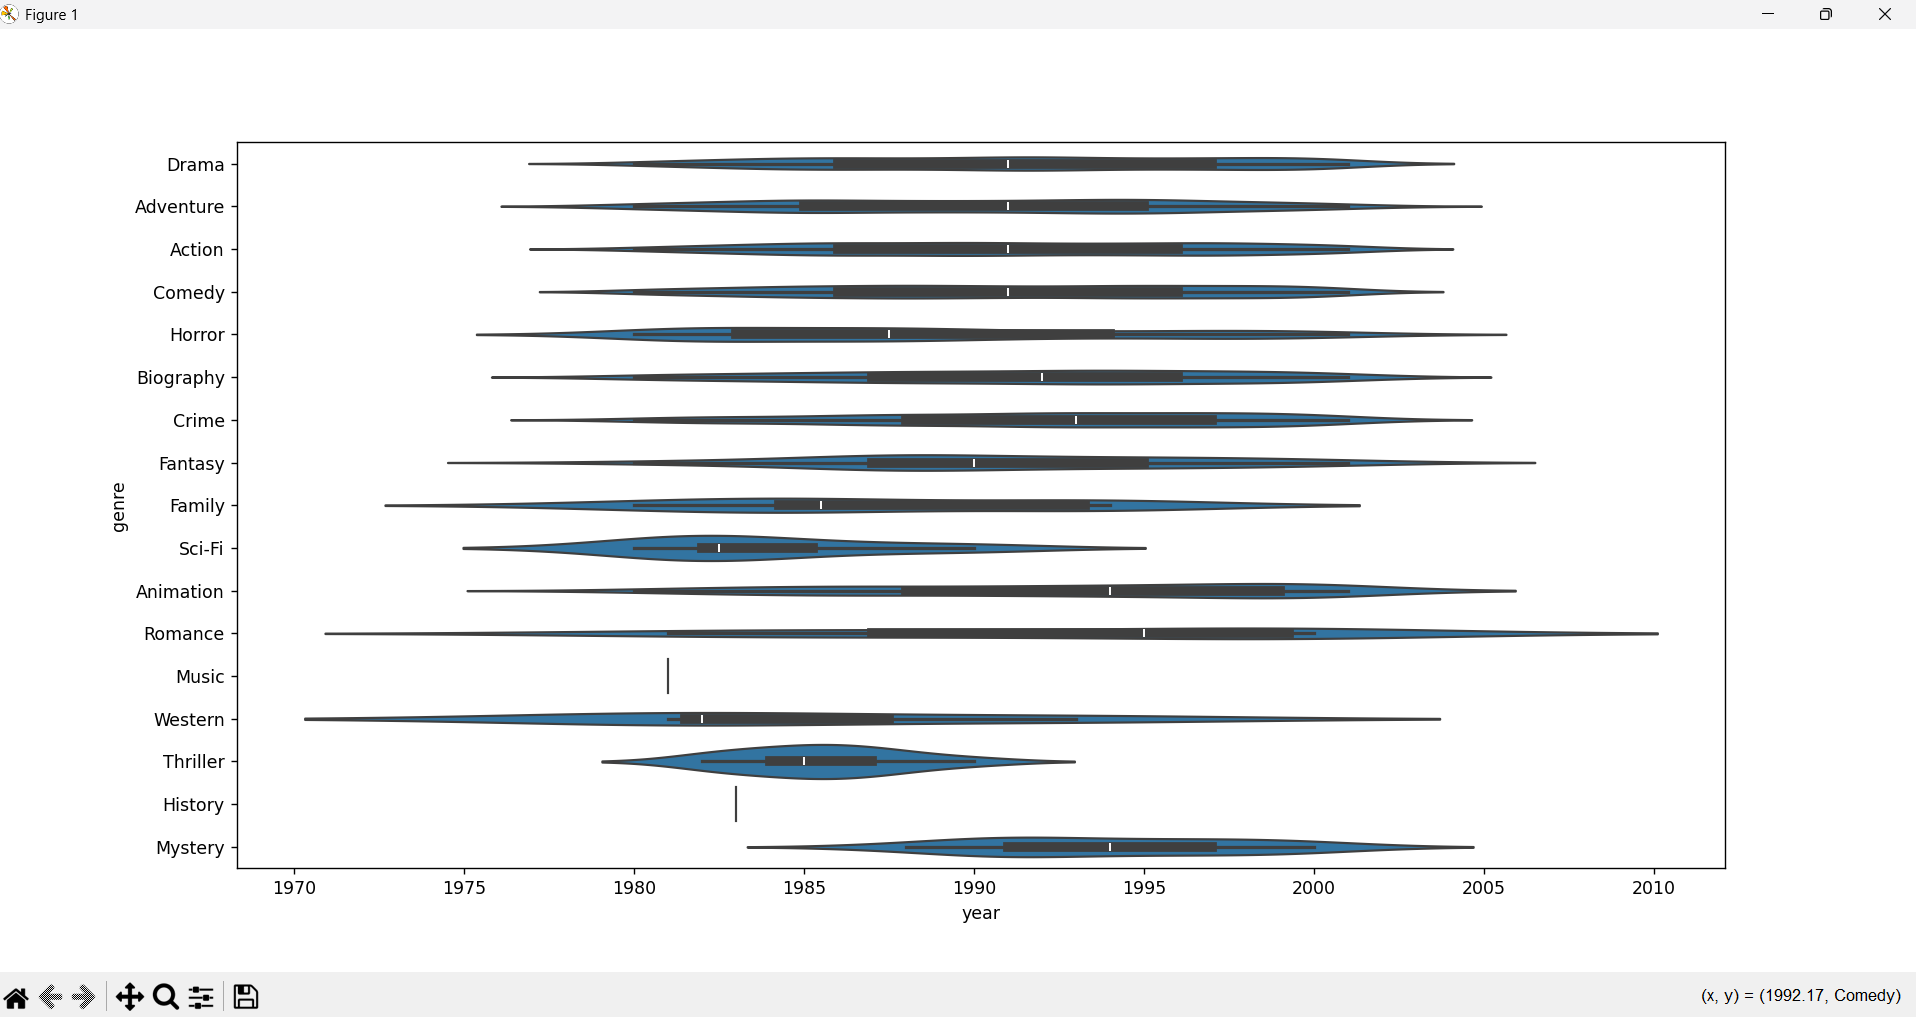 Figure 1
Drama
Adventure
Action
Comedy
Horror
Biography
Crime
Fantasy
Family
Sci-Fi
Animation
Romance
Music
Western
Thriller
History
Mystery
genre
1970 1975 1980 1985 1990 1995 2000 2005 2010
year
(x, y) = (1992.17, Comedy)